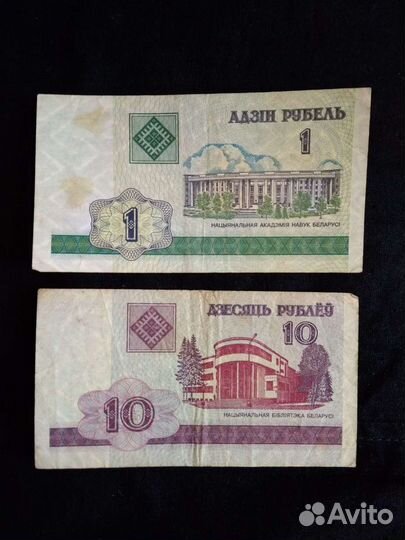 АДЗІН РУБЕЛЬ
1
НАЦЫЯНАЛЬНАЯ АКАДЭМІЯ НАВУК БЕЛАРУСІ
1
ДЗЕСЯЦЬ РУБЛЁЎ
10
10
НАЦЫЯНАЛЬНАЯ БІБЛІЯТЭКА БЕЛАРУСІ
Avito